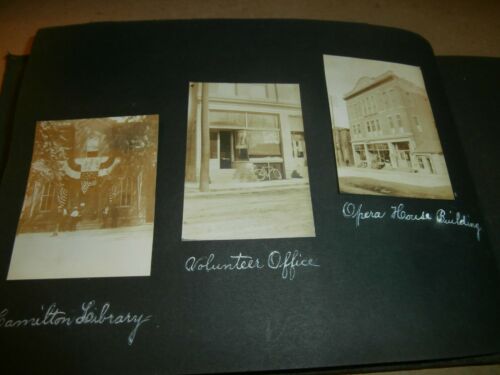 Hamilton Library
Volunteer Office
Opera House Building